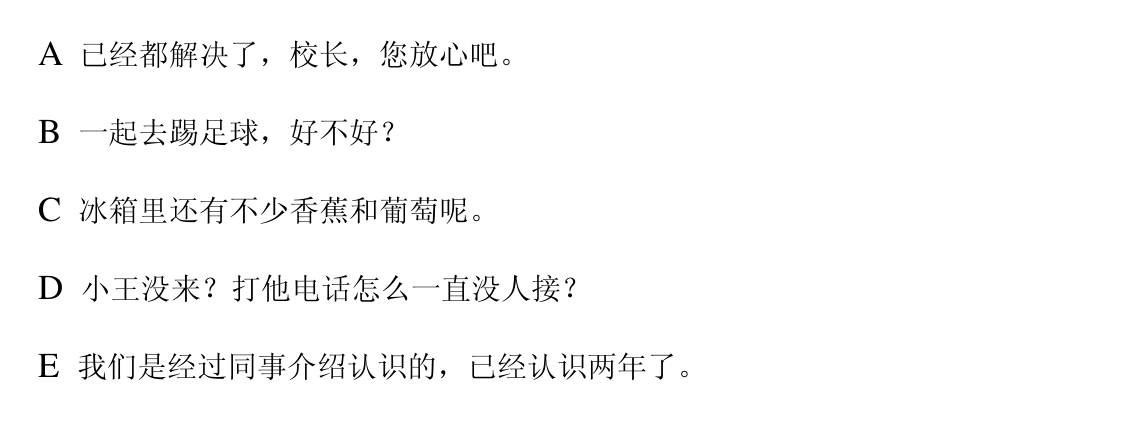 A 已经都解决了，校长，您放心吧。
B 一起去踢足球，好不好？
C 冰箱里还有不少香蕉和葡萄呢。
D 小王没来？打他电话怎么一直没人接？
E 我们是经过同事介绍认识的，已经认识两年了。